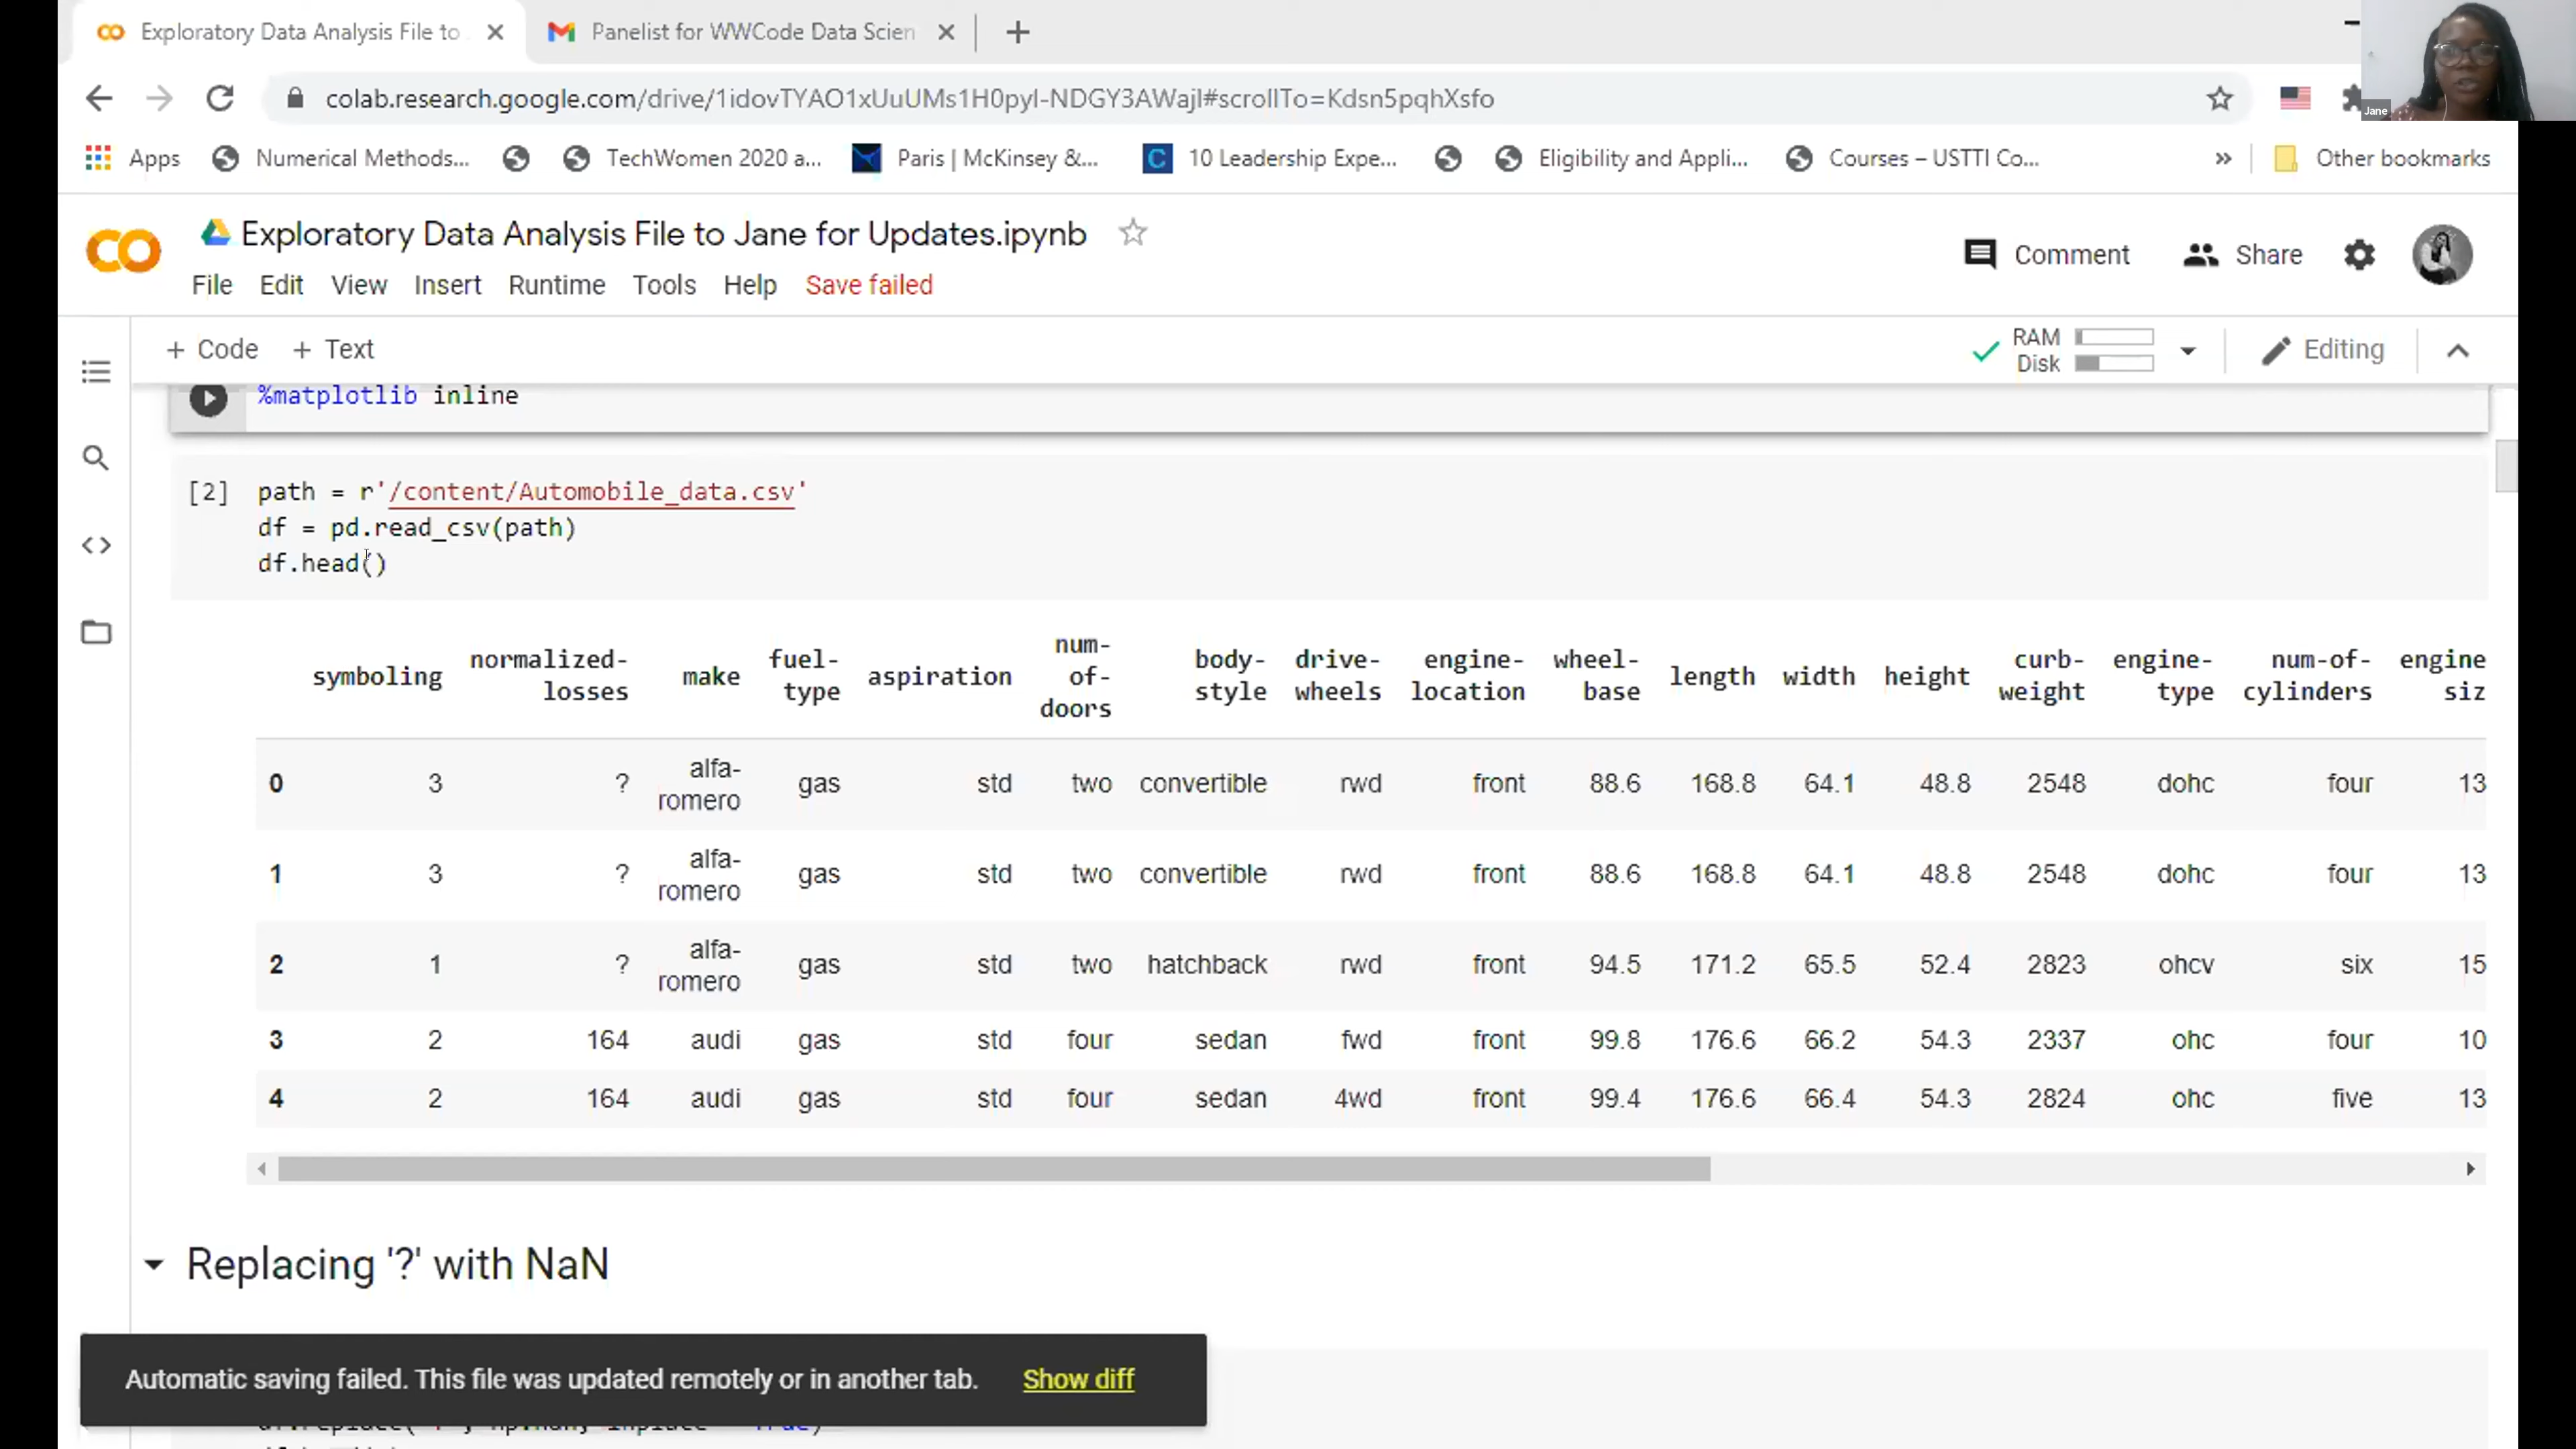 Exploratory Data Analysis File to
Panelist for WWCode Data Scien
colab.research.google.com/drive/1idovTYAO1xUuUMs1H0pyI-NDGY3AWajI#scrollTo=Kdsn5pqhXsfo
Jane
Apps Numerical Methods... TechWomen 2020 a... Paris | McKinsey &... C 10 Leadership Expe... Eligibility and Appli... Courses – USTTI Co... » Other bookmarks
Exploratory Data Analysis File to Jane for Updates.ipynb
File Edit View Insert Runtime Tools Help Save failed
Comment Share
+ Code + Text
RAM
Disk
Editing
%matplotlib inline
[2] path = r'/content/Automobile_data.csv'
df = pd.read_csv(path)
df.head()
symboling normalized-losses make fuel-type aspiration num-of-doors body-style drive-wheels engine-location wheel-base length width height curb-weight engine-type num-of-cylinders engine siz
0 3 ? alfa-romero gas std two convertible rwd front 88.6 168.8 64.1 48.8 2548 dohc four 13
1 3 ? alfa-romero gas std two convertible rwd front 88.6 168.8 64.1 48.8 2548 dohc four 13
2 1 ? alfa-romero gas std two hatchback rwd front 94.5 171.2 65.5 52.4 2823 ohcv six 15
3 2 164 audi gas std four sedan fwd front 99.8 176.6 66.2 54.3 2337 ohc four 10
4 2 164 audi gas std four sedan 4wd front 99.4 176.6 66.4 54.3 2824 ohc five 13
Replacing '?' with NaN
Automatic saving failed. This file was updated remotely or in another tab. Show diff